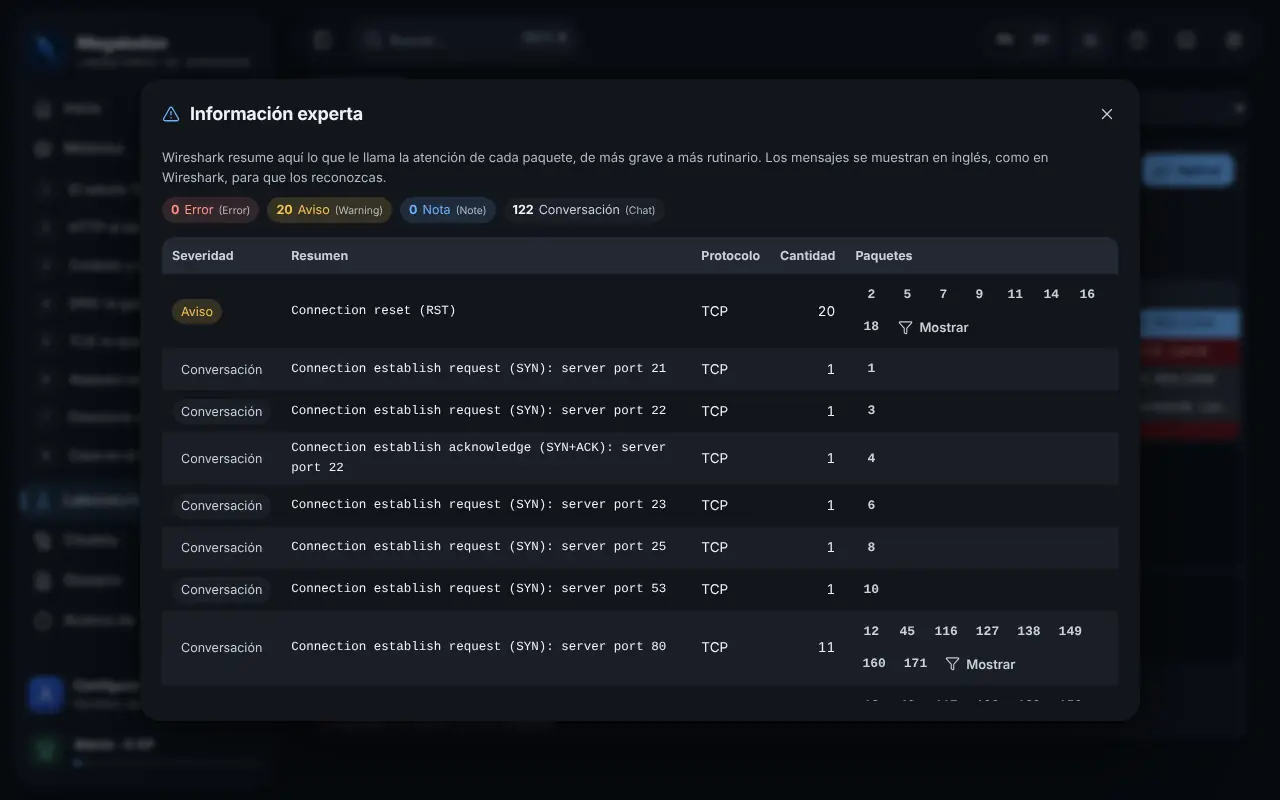 Información experta
Wireshark resume aquí lo que le llama la atención de cada paquete, de más grave a más rutinario. Los mensajes se muestran en inglés, como en
Wireshark, para que los reconozcas.
0 Error (Error) 20 Aviso (Warning) 0 Nota (Note) 122 Conversación (Chat)
Severidad Resumen Protocolo Cantidad Paquetes
Aviso Connection reset (RST) TCP 20 2 5 7 9 11 14 16
18 Mostrar
Conversación Connection establish request (SYN): server port 21 TCP 1 1
Conversación Connection establish request (SYN): server port 22 TCP 1 3
Conversación Connection establish acknowledge (SYN+ACK): server
port 22 TCP 1 4
Conversación Connection establish request (SYN): server port 23 TCP 1 6
Conversación Connection establish request (SYN): server port 25 TCP 1 8
Conversación Connection establish request (SYN): server port 53 TCP 1 10
Conversación Connection establish request (SYN): server port 80 TCP 11 12 45 116 127 138 149
160 171 Mostrar